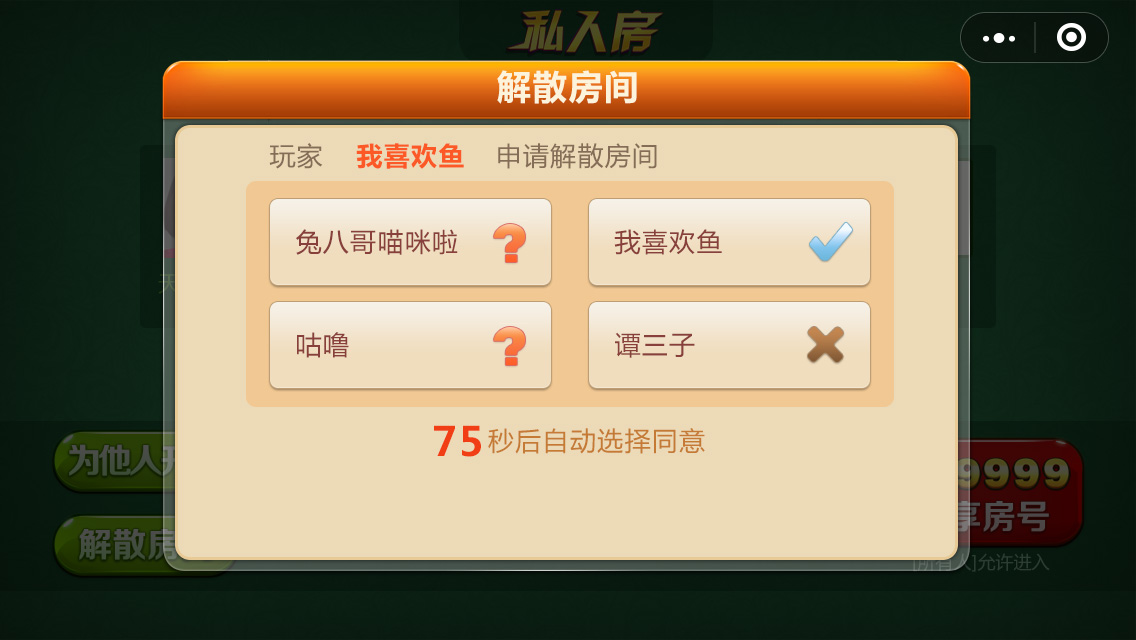 私人房
解散房间
玩家 我喜欢鱼 申请解散房间
兔八哥喵咪啦
我喜欢鱼
咕噜
谭三子
75秒后自动选择同意
为他人
9999
享房号
解散房
[所有人]允许进入